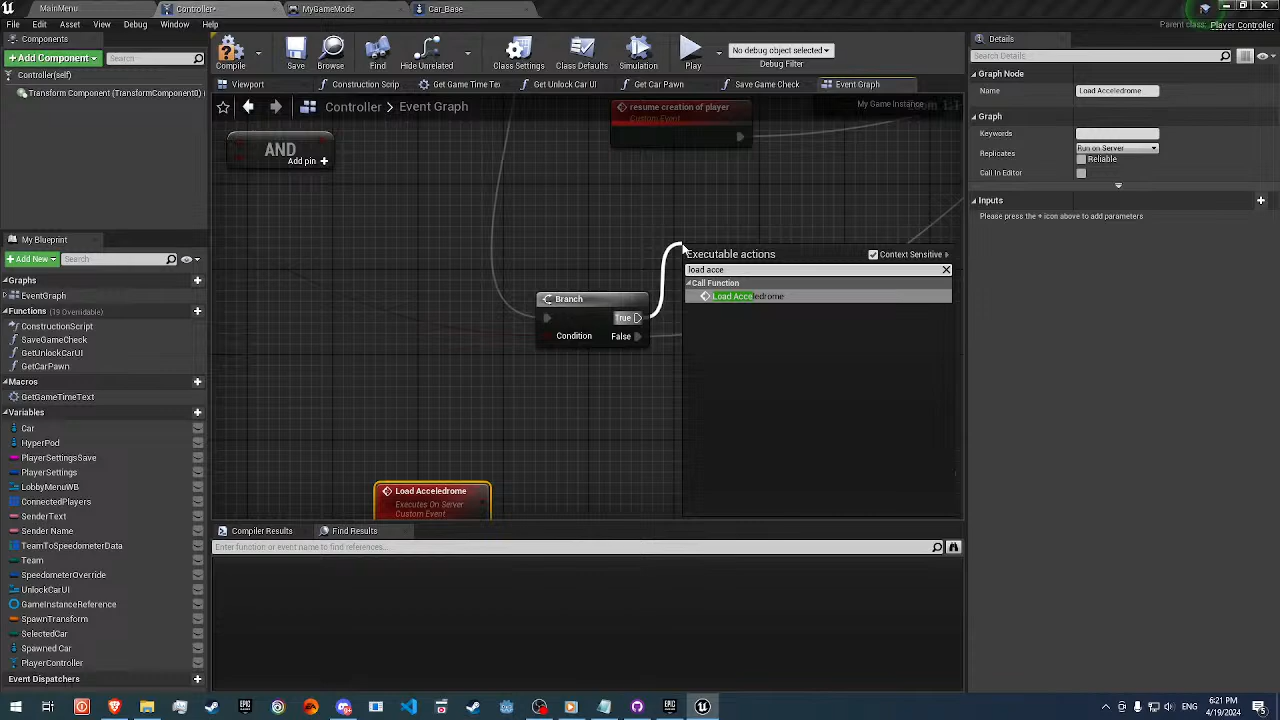 MainMenu
Controller*
MyGameMode
Car_Base
File Edit Asset View Debug Window Help
Parent class: Player Controller
Components
Add Component
Search
Controller(self)
Transform Component (TransformComponent)
Compile
Save
Browse
Find
Hide Unrelated
Class Settings
Class Defaults
Simulation
Play
No debug object selected
Debug Filter
Viewport
Construction Script
Get Game Time Te
Get Unlock Car UI
Get Car Pawn
Save Game Check
Event Graph
Controller > Event Graph
My Game Instance
AND
Add pin +
resume creation of player
Custom Event
Branch
True
Condition
False
Executable actions
Context Sensitive
load acce
Call Function
Load Acceledrome
Load Acceledrome
Executes On Server
Custom Event
Details
Search Details
Graph Node
Name
Load Acceledrome
Graph
Keywords
Replicates
Run on Server
Reliable
Call In Editor
Inputs
Please press the + icon above to add parameters
My Blueprint
Add New
Search
Graphs
EventGraph
Functions (19 Overridable)
ConstructionScript
SaveGameCheck
GetUnlockCarUI
GetCarPawn
Macros
GetGameTimeText
Variables
Car
HyperPod
PlayerSettingsSave
PlayerSettings
LobbyMenuWB
ConnectedPlayers
SenderText
Sender Name
TeamToSpeedometerData
Team
SpeedometerOverride
UnlockCarUI
GameInstanceReference
SpawnTransform
SelectedCar
Spawned Car
PlayerController
Event Dispatchers
Compiler Results
Find Results
Enter function or event name to find references...
6:21 PM
4/19/2024